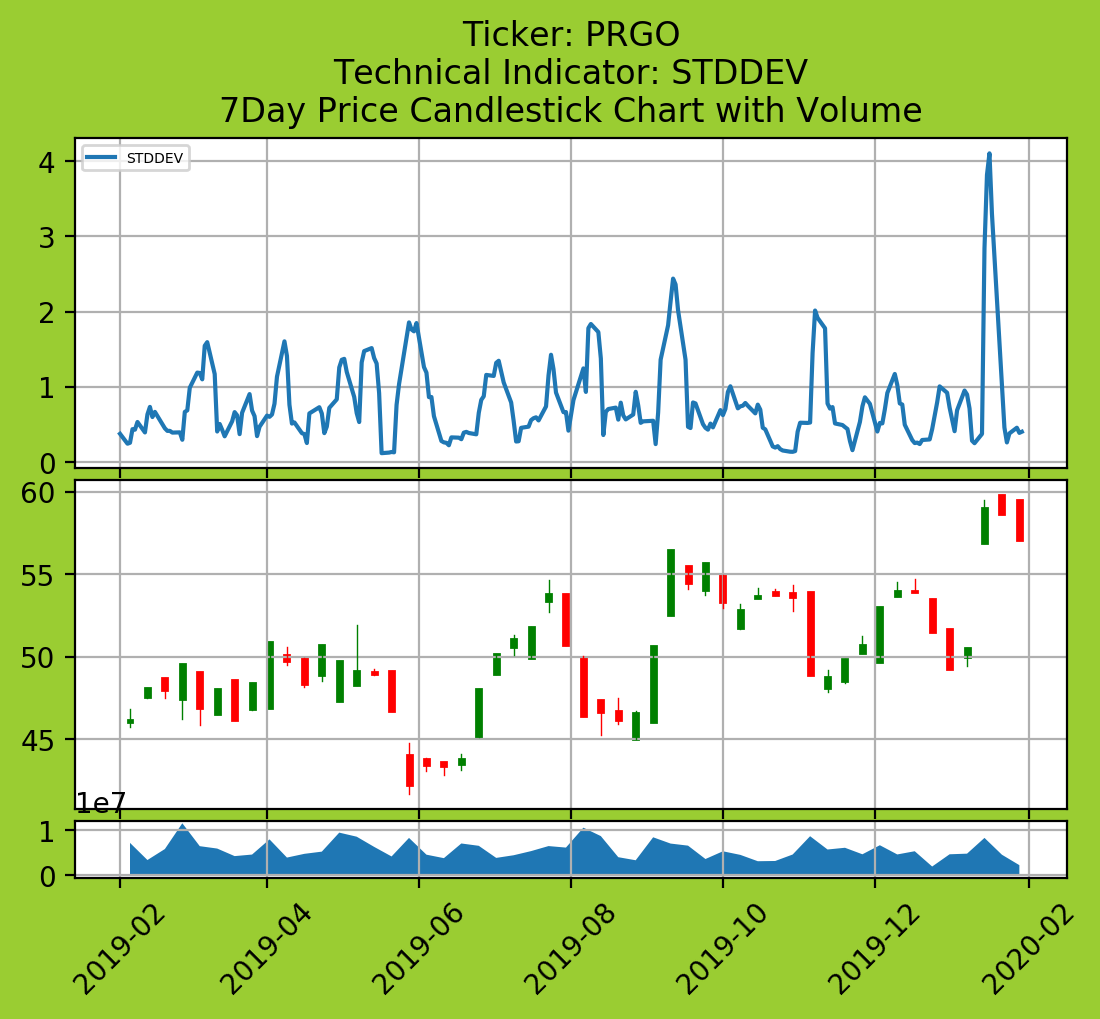 Ticker: PRGO
Technical Indicator: STDDEV
7Day Price Candlestick Chart with Volume
STDDEV
4
3
2
1
0
60
55
50
45
1e7
1
0
2019-02 2019-04 2019-06 2019-08 2019-10 2019-12 2020-02